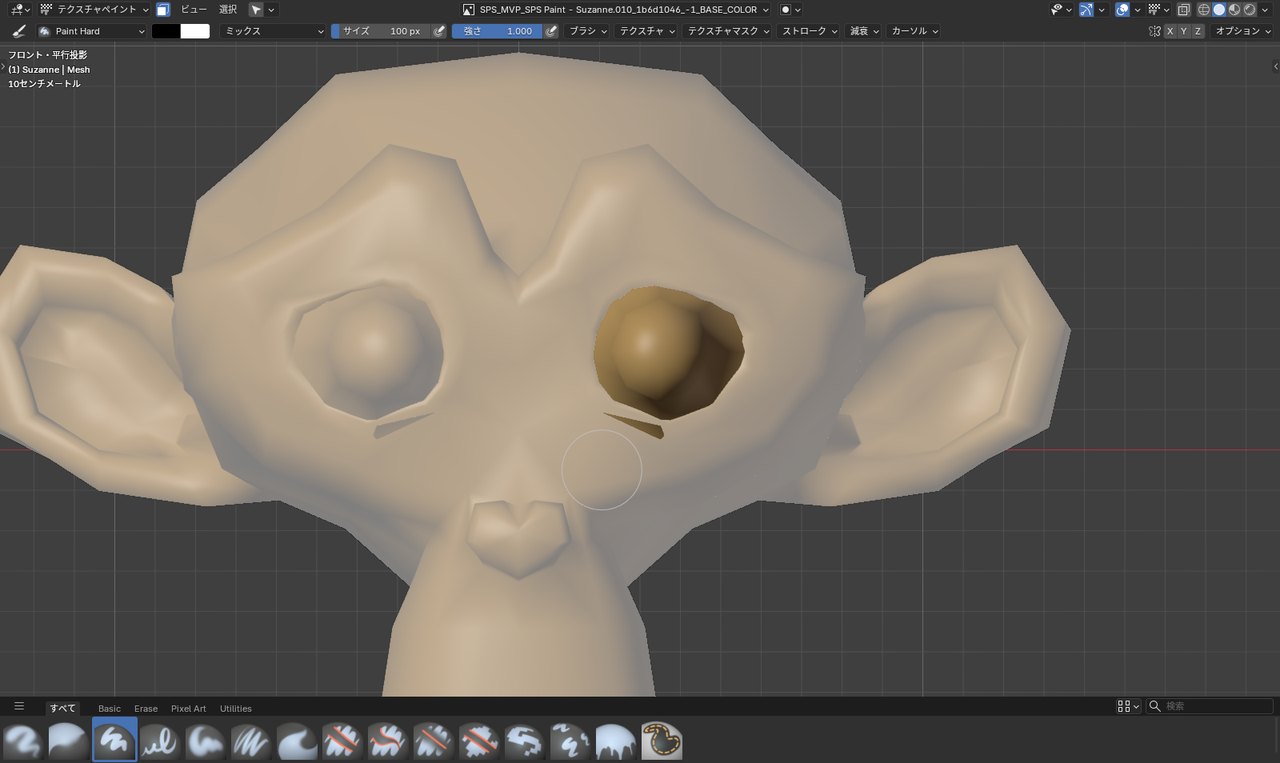 テクスチャペイント ビュー 選択 SPS_MVP_SPS Paint - Suzanne.010_1b6d1046_-1_BASE_COLOR
Paint Hard ミックス サイズ 100 px 強さ 1.000 ブラシ テクスチャ テクスチャマスク ストローク 減衰 カーソル X Y Z オプション
フロント・平行投影
(1) Suzanne | Mesh
10センチメートル
すべて Basic Erase Pixel Art Utilities 検索